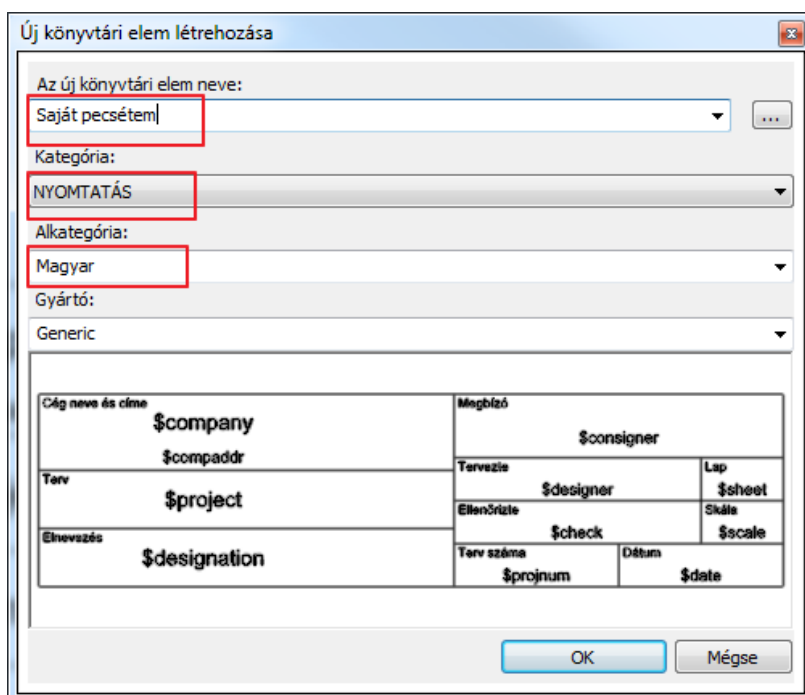 Új könyvtári elem létrehozása
Az új könyvtári elem neve:
Saját pecsétem
...
Kategória:
NYOMTATÁS
Alkategória:
Magyar
Gyártó:
Generic
Cég neve és címe
$company
$compaddr
Terv
$project
Elnevezés
$designation
Megbízó
$consigner
Tervezte
$designer
Lap
$sheet
Ellenőrizte
$check
Skála
$scale
Terv száma
$projnum
Dátum
$date
OK
Mégse